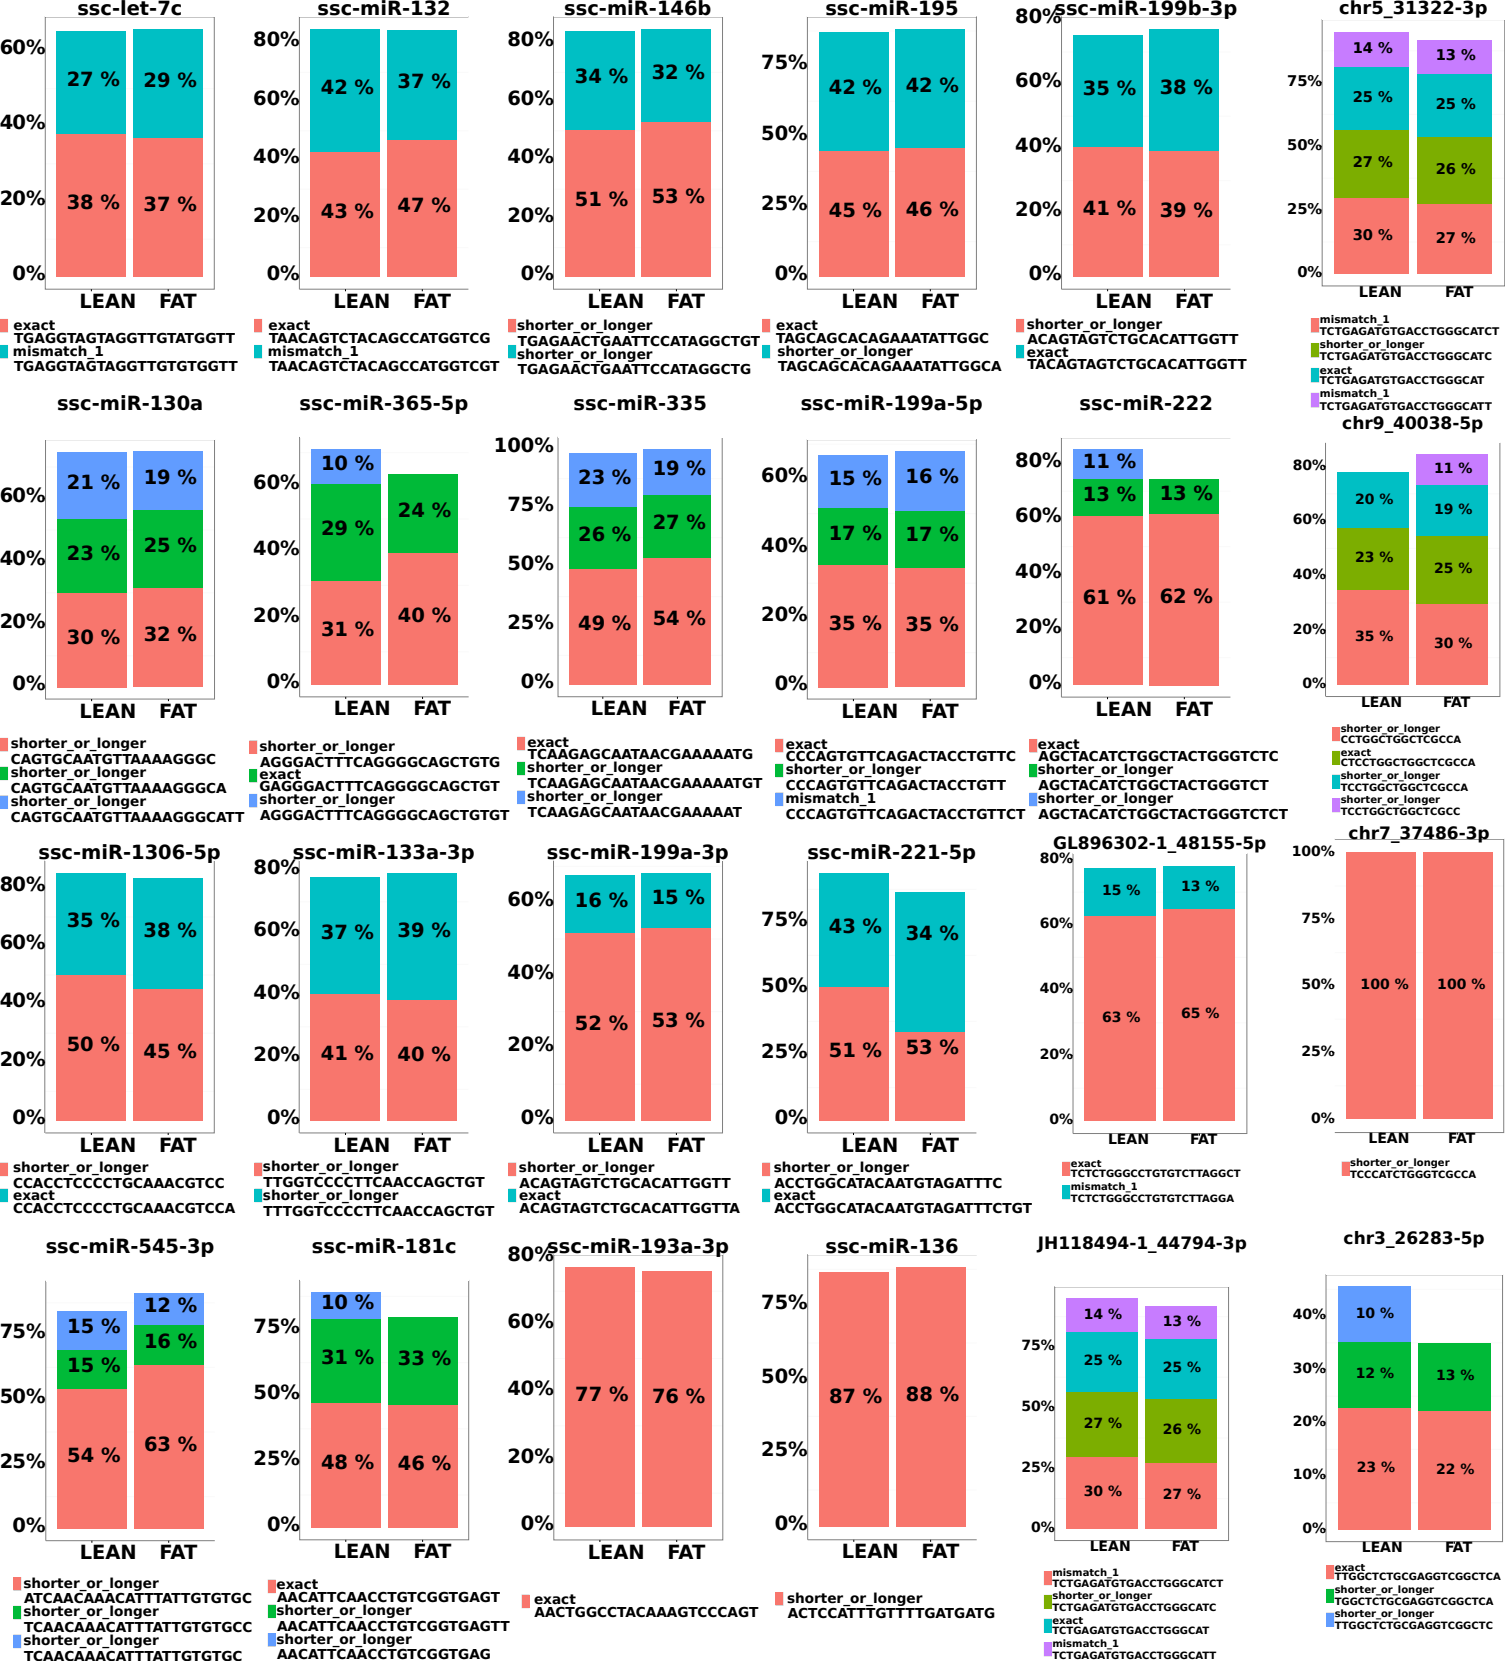 ssc-let-7c
60%
40%
20%
0%
27 %
29 %
38 %
37 %
LEAN FAT
exact
TGAGGTAGTAGGTTGTATGGTT
mismatch_1
TGAGGTAGTAGGTTGTGTGGTT
ssc-miR-132
80%
60%
40%
20%
0%
42 %
37 %
43 %
47 %
LEAN FAT
exact
TAACAGTCTACAGCCATGGTCG
mismatch_1
TAACAGTCTACAGCCATGGTCGT
ssc-miR-146b
80%
60%
40%
20%
0%
34 %
32 %
51 %
53 %
LEAN FAT
shorter_or_longer
TGAGAACTGAATTCCATAGGCTGT
shorter_or_longer
TGAGAACTGAATTCCATAGGCTG
ssc-miR-195
75%
50%
25%
0%
42 %
42 %
45 %
46 %
LEAN FAT
exact
TAGCAGCACAGAAATATTGGC
shorter_or_longer
TAGCAGCACAGAAATATTGGCA
ssc-miR-199b-3p
80%
60%
40%
20%
0%
35 %
38 %
41 %
39 %
LEAN FAT
shorter_or_longer
ACAGTAGTCTGCACATTGGTT
exact
TACAGTAGTCTGCACATTGGTT
chr5_31322-3p
75%
50%
25%
0%
14 %
13 %
25 %
25 %
27 %
26 %
30 %
27 %
LEAN FAT
mismatch_1
TCTGAGATGTGACCTGGGCATCT
shorter_or_longer
TCTGAGATGTGACCTGGGCATC
exact
TCTGAGATGTGACCTGGGCAT
mismatch_1
TCTGAGATGTGACCTGGGCATT
ssc-miR-130a
60%
40%
20%
0%
21 %
19 %
23 %
25 %
30 %
32 %
LEAN FAT
shorter_or_longer
CAGTGCAATGTTAAAAGGGC
shorter_or_longer
CAGTGCAATGTTAAAAGGGCA
shorter_or_longer
CAGTGCAATGTTAAAAGGGCATT
ssc-miR-365-5p
60%
40%
20%
0%
10 %
29 %
24 %
31 %
40 %
LEAN FAT
shorter_or_longer
AGGGACTTTCAGGGGCAGCTGTG
exact
GAGGGACTTTCAGGGGCAGCTGT
shorter_or_longer
AGGGACTTTCAGGGGCAGCTGTGT
ssc-miR-335
100%
75%
50%
25%
0%
23 %
19 %
26 %
27 %
49 %
54 %
LEAN FAT
exact
TCAAGAGCAATAACGAAAAATG
shorter_or_longer
TCAAGAGCAATAACGAAAAATGT
shorter_or_longer
TCAAGAGCAATAACGAAAAAT
ssc-miR-199a-5p
60%
40%
20%
0%
15 %
16 %
17 %
17 %
35 %
35 %
LEAN FAT
exact
CCCAGTGTTCAGACTACCTGTTC
shorter_or_longer
CCCAGTGTTCAGACTACCTGTT
mismatch_1
CCCAGTGTTCAGACTACCTGTTCT
ssc-miR-222
80%
60%
40%
20%
0%
11 %
13 %
13 %
61 %
62 %
LEAN FAT
exact
AGCTACATCTGGCTACTGGGTCTC
shorter_or_longer
AGCTACATCTGGCTACTGGGTCT
shorter_or_longer
AGCTACATCTGGCTACTGGGTCTCT
chr9_40038-5p
80%
60%
40%
20%
0%
11 %
20 %
19 %
23 %
25 %
35 %
30 %
LEAN FAT
shorter_or_longer
CCTGGCTGGCTCGCCA
exact
CTCCTGGCTGGCTCGCCA
shorter_or_longer
TCCTGGCTGGCTCGCCA
shorter_or_longer
TCCTGGCTGGCTCGCC
ssc-miR-1306-5p
80%
60%
40%
20%
0%
35 %
38 %
50 %
45 %
LEAN FAT
shorter_or_longer
CCACCTCCCCTGCAAACGTCC
exact
CCACCTCCCCTGCAAACGTCCA
ssc-miR-133a-3p
80%
60%
40%
20%
0%
37 %
39 %
41 %
40 %
LEAN FAT
shorter_or_longer
TTGGTCCCCTTCAACCAGCTGT
shorter_or_longer
TTTGGTCCCCTTCAACCAGCTGT
ssc-miR-199a-3p
60%
40%
20%
0%
16 %
15 %
52 %
53 %
LEAN FAT
shorter_or_longer
ACAGTAGTCTGCACATTGGTT
exact
ACAGTAGTCTGCACATTGGTTA
ssc-miR-221-5p
75%
50%
25%
0%
43 %
34 %
51 %
53 %
LEAN FAT
shorter_or_longer
ACCTGGCATACAATGTAGATTTC
exact
ACCTGGCATACAATGTAGATTTCTGT
GL896302-1_48155-5p
80%
60%
40%
20%
0%
15 %
13 %
63 %
65 %
LEAN FAT
exact
TCTCTGGGCCTGTGTCTTAGGCT
mismatch_1
TCTCTGGGCCTGTGTCTTAGGA
chr7_37486-3p
100%
75%
50%
25%
0%
100 %
100 %
LEAN FAT
shorter_or_longer
TCCCATCTGGGTCGCCA
ssc-miR-545-3p
75%
50%
25%
0%
15 %
12 %
15 %
16 %
54 %
63 %
LEAN FAT
shorter_or_longer
ATCAACAAACATTTATTGTGTGC
shorter_or_longer
TCAACAAACATTTATTGTGTGCC
shorter_or_longer
TCAACAAACATTTATTGTGTGC
ssc-miR-181c
75%
50%
25%
0%
10 %
31 %
33 %
48 %
46 %
LEAN FAT
exact
AACATTCAACCTGTCGGTGAGT
shorter_or_longer
AACATTCAACCTGTCGGTGAGTT
shorter_or_longer
AACATTCAACCTGTCGGTGAG
ssc-miR-193a-3p
80%
60%
40%
20%
0%
77 %
76 %
LEAN FAT
exact
AACTGGCCTACAAAGTCCCAGT
ssc-miR-136
75%
50%
25%
0%
87 %
88 %
LEAN FAT
shorter_or_longer
ACTCCATTTGTTTTGATGATG
JH118494-1_44794-3p
75%
50%
25%
0%
14 %
13 %
25 %
25 %
27 %
26 %
30 %
27 %
LEAN FAT
mismatch_1
TCTGAGATGTGACCTGGGCATCT
shorter_or_longer
TCTGAGATGTGACCTGGGCATC
exact
TCTGAGATGTGACCTGGGCAT
mismatch_1
TCTGAGATGTGACCTGGGCATT
chr3_26283-5p
40%
30%
20%
10%
0%
10 %
12 %
13 %
23 %
22 %
LEAN FAT
exact
TTGGCTCTGCGAGGTCGGCTCA
shorter_or_longer
TGGCTCTGCGAGGTCGGCTCA
shorter_or_longer
TTGGCTCTGCGAGGTCGGCTC